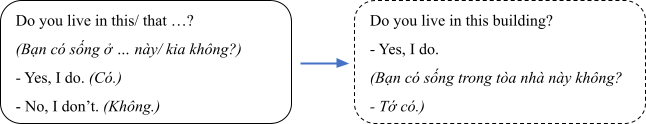 Do you live in this/ that …?
(Bạn có sống ở … này/ kia không?)
- Yes, I do. (Có.)
- No, I don’t. (Không.)
Do you live in this building?
- Yes, I do.
(Bạn có sống trong tòa nhà này không?
- Tớ có.)